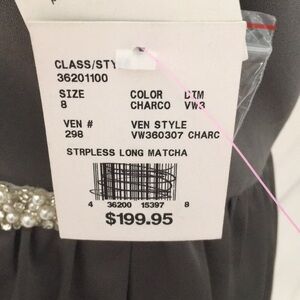 CLASS/STY
36201100
SIZE COLOR DTM
8 CHARCO VW3
VEN # VEN STYLE
298 VW360307 CHARC
STRPLESS LONG MATCHA
4 36200 15397 8
$199.95